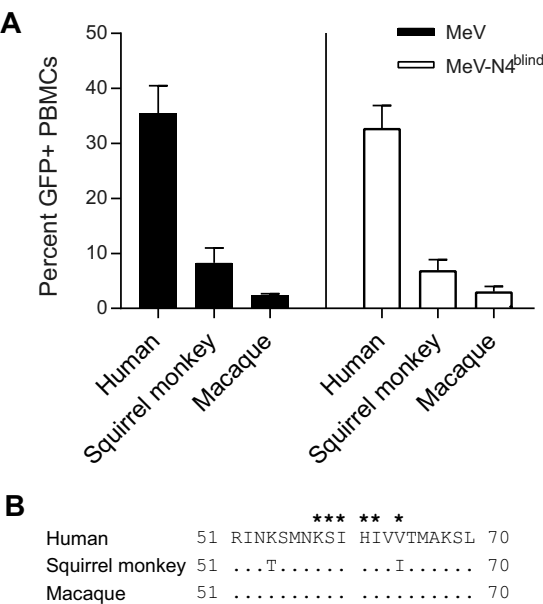 A
50
40
30
20
10
0
Percent GFP+ PBMCs
MeV
MeV-N4blind
Human
Squirrel monkey
Macaque
Human
Squirrel monkey
Macaque
B
*** ** *
Human 51 RINKSMNKSI HIVVTMAKSL 70
Squirrel monkey 51 ...T...... ...I...... 70
Macaque 51 .......... .......... 70